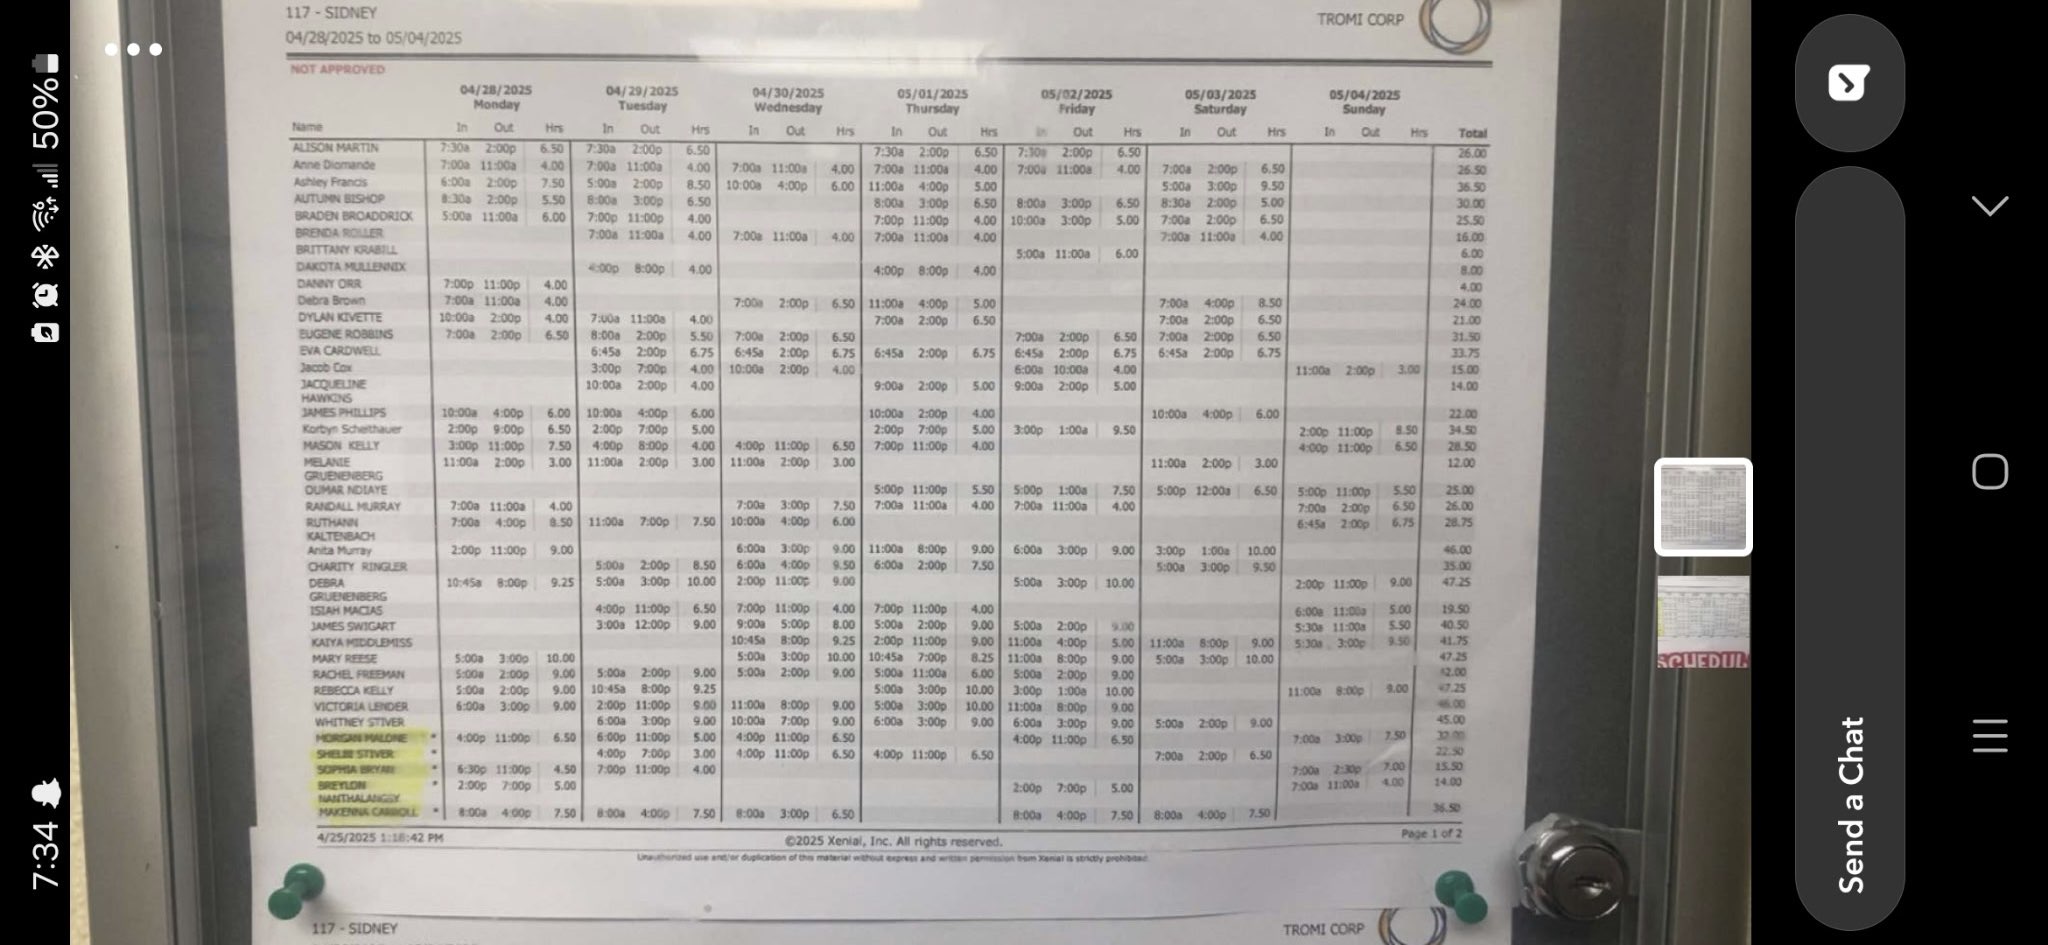 117 - SIDNEY
TROMI CORP
04/28/2025 to 05/04/2025
NOT APPROVED
04/28/2025 04/29/2025 04/30/2025 05/01/2025 05/02/2025 05/03/2025 05/04/2025
Monday Tuesday Wednesday Thursday Friday Saturday Sunday
Name In Out Hrs In Out Hrs In Out Hrs In Out Hrs In Out Hrs In Out Hrs In Out Hrs Total
ALISON MARTIN 7:30a 2:00p 6.50 7:30a 2:00p 6.50 7:30a 2:00p 6.50 7:30a 2:00p 6.50 26.00
Anne Diomande 7:00a 11:00a 4.00 7:00a 11:00a 4.00 7:00a 11:00a 4.00 7:00a 11:00a 4.00 7:00a 11:00a 4.00 7:00a 2:00p 6.50 26.50
Ashley Francis 6:00a 2:00p 7.50 5:00a 2:00p 8.50 10:00a 4:00p 6.00 11:00a 4:00p 5.00 5:00a 3:00p 9.50 36.50
AUTUMN BISHOP 8:30a 2:00p 5.50 8:00a 3:00p 6.50 8:00a 3:00p 6.50 8:00a 3:00p 6.50 8:30a 2:00p 5.00 30.00
BRADEN BROADDRICK 5:00a 11:00a 6.00 7:00p 11:00p 4.00 7:00p 11:00p 4.00 10:00a 3:00p 5.00 7:00a 2:00p 6.50 25.50
BRENDA ROLLER 7:00a 11:00a 4.00 7:00a 11:00a 4.00 7:00a 11:00a 4.00 7:00a 11:00a 4.00 16.00
BRITTANY KRABILL 5:00a 11:00a 6.00 6.00
DAKOTA MULLENNIX 4:00p 8:00p 4.00 4:00p 8:00p 4.00 8.00
DANNY ORR 7:00p 11:00p 4.00 4.00
Debra Brown 7:00a 11:00a 4.00 7:00a 2:00p 6.50 11:00a 4:00p 5.00 7:00a 4:00p 8.50 24.00
DYLAN KIVETTE 10:00a 2:00p 4.00 7:00a 11:00a 4.00 7:00a 2:00p 6.50 7:00a 2:00p 6.50 21.00
EUGENE ROBBINS 7:00a 2:00p 6.50 8:00a 2:00p 5.50 7:00a 2:00p 6.50 7:00a 2:00p 6.50 7:00a 2:00p 6.50 31.50
EVA CARDWELL 6:45a 2:00p 6.75 6:45a 2:00p 6.75 6:45a 2:00p 6.75 6:45a 2:00p 6.75 6:45a 2:00p 6.75 33.75
Jacob Cox 3:00p 7:00p 4.00 10:00a 2:00p 4.00 6:00a 10:00a 4.00 11:00a 2:00p 3.00 15.00
JACQUELINE 10:00a 2:00p 4.00 9:00a 2:00p 5.00 9:00a 2:00p 5.00 14.00
HAWKINS
JAMES PHILLIPS 10:00a 4:00p 6.00 10:00a 4:00p 6.00 10:00a 2:00p 4.00 10:00a 4:00p 6.00 22.00
Korbyn Scheithauer 2:00p 9:00p 6.50 2:00p 7:00p 5.00 2:00p 7:00p 5.00 3:00p 1:00a 9.50 2:00p 11:00p 8.50 34.50
MASON KELLY 3:00p 11:00p 7.50 4:00p 8:00p 4.00 4:00p 11:00p 6.50 7:00p 11:00p 4.00 4:00p 11:00p 6.50 28.50
MELANIE 11:00a 2:00p 3.00 11:00a 2:00p 3.00 11:00a 2:00p 3.00 11:00a 2:00p 3.00 12.00
GRUENENBERG
OUMAR NDIAYE 5:00p 11:00p 5.50 5:00p 1:00a 7.50 5:00p 12:00a 6.50 5:00p 11:00p 5.50 25.00
RANDALL MURRAY 7:00a 11:00a 4.00 7:00a 3:00p 7.50 7:00a 11:00a 4.00 7:00a 11:00a 4.00 7:00a 2:00p 6.50 26.00
RUTHANN 7:00a 4:00p 8.50 11:00a 7:00p 7.50 10:00a 4:00p 6.00 6:45a 2:00p 6.75 28.75
KALTENBACH
Anita Murray 2:00p 11:00p 9.00 6:00a 3:00p 9.00 11:00a 8:00p 9.00 6:00a 3:00p 9.00 3:00p 1:00a 10.00 46.00
CHARITY RINGLER 5:00a 2:00p 8.50 6:00a 4:00p 9.50 6:00a 2:00p 7.50 5:00a 3:00p 9.50 35.00
DEBRA 10:45a 8:00p 9.25 5:00a 3:00p 10.00 2:00p 11:00p 9.00 5:00a 3:00p 10.00 2:00p 11:00p 9.00 47.25
GRUENENBERG
ISIAH MACIAS 4:00p 11:00p 6.50 7:00p 11:00p 4.00 7:00p 11:00p 4.00 6:00a 11:00a 5.00 19.50
JAMES SWIGART 3:00a 12:00p 9.00 9:00a 5:00p 8.00 5:00a 2:00p 9.00 5:00a 2:00p 9.00 5:30a 11:00a 5.50 40.50
KAIYA MIDDLEMISS 10:45a 8:00p 9.25 2:00p 11:00p 9.00 11:00a 4:00p 5.00 11:00a 8:00p 9.00 5:30a 3:00p 9.50 41.75
MARY REESE 5:00a 3:00p 10.00 5:00a 3:00p 10.00 10:45a 7:00p 8.25 11:00a 8:00p 9.00 5:00a 3:00p 10.00 47.25
RACHEL FREEMAN 5:00a 2:00p 9.00 5:00a 2:00p 9.00 5:00a 2:00p 9.00 5:00a 11:00a 6.00 5:00a 2:00p 9.00 42.00
REBECCA KELLY 5:00a 2:00p 9.00 10:45a 8:00p 9.25 5:00a 3:00p 10.00 3:00p 1:00a 10.00 11:00a 8:00p 9.00 47.25
VICTORIA LENDER 6:00a 3:00p 9.00 2:00p 11:00p 9.00 11:00a 8:00p 9.00 5:00a 3:00p 10.00 11:00a 8:00p 9.00 46.00
WHITNEY STIVER 6:00a 3:00p 9.00 10:00a 7:00p 9.00 6:00a 3:00p 9.00 6:00a 3:00p 9.00 5:00a 2:00p 9.00 45.00
MORGAN MALONE * 4:00p 11:00p 6.50 6:00p 11:00p 5.00 4:00p 11:00p 6.50 4:00p 11:00p 6.50 7:00a 3:00p 7.50 32.00
SHELBI STIVER * 4:00p 7:00p 3.00 4:00p 11:00p 6.50 4:00p 11:00p 6.50 7:00a 2:00p 6.50 22.50
SOPHIA BRYAN * 6:30p 11:00p 4.50 7:00p 11:00p 4.00 7:00a 2:30p 7.00 15.50
BREYLON * 2:00p 7:00p 5.00 2:00p 7:00p 5.00 7:00a 11:00a 4.00 14.00
NANTHALANGSY
MAKENNA CARROLL * 8:00a 4:00p 7.50 8:00a 4:00p 7.50 8:00a 3:00p 6.50 8:00a 4:00p 7.50 8:00a 4:00p 7.50 36.50
4/25/2025 1:16:42 PM
©2025 Xenial, Inc. All rights reserved.
Page 1 of 2
Unauthorized use and/or duplication of this material without express and written permission from Xenial is strictly prohibited
117 - SIDNEY
TROMI CORP
7:34
50%
Send a Chat
SCHEDUL